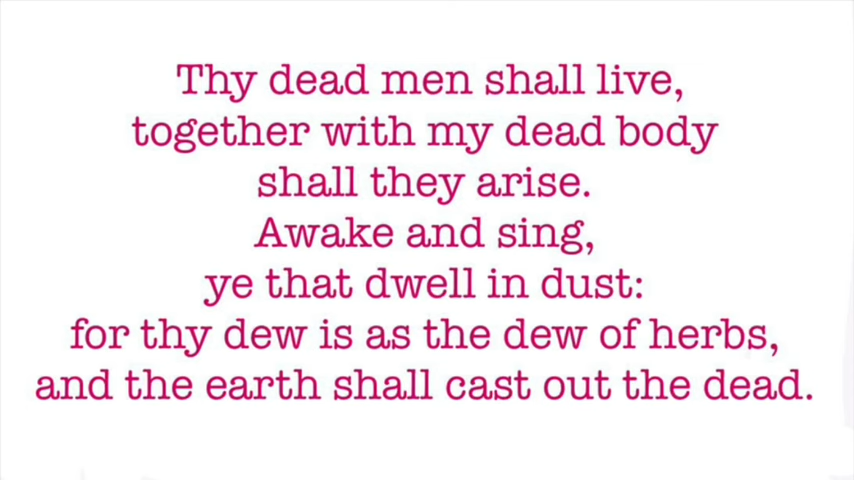 Thy dead men shall live,
together with my dead body
shall they arise.
Awake and sing,
ye that dwell in dust:
for thy dew is as the dew of herbs,
and the earth shall cast out the dead.